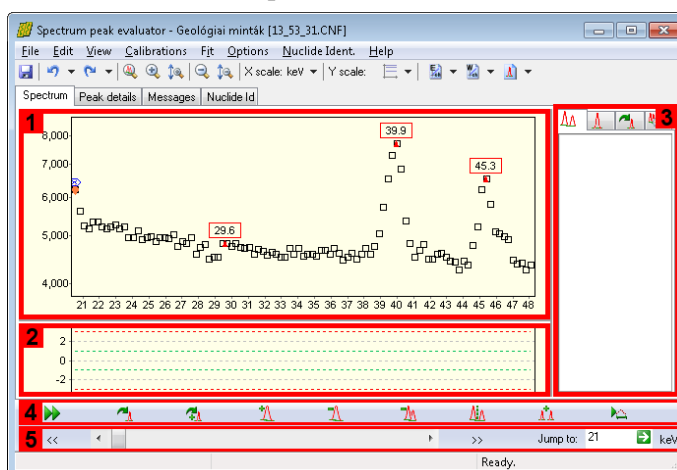 Spectrum peak evaluator - Geológiai minták [13_53_31.CNF]
File Edit View Calibrations Fit Options Nuclide Ident. Help
X scale: keV Y scale:
Spectrum Peak details Messages Nuclide Id
1
3
8,000
7,000
6,000
5,000
4,000
39.9
45.3
29.6
21 22 23 24 25 26 27 28 29 30 31 32 33 34 35 36 37 38 39 40 41 42 43 44 45 46 47 48
2
2
0
-2
4
5 << >> Jump to: 21 keV
Ready.